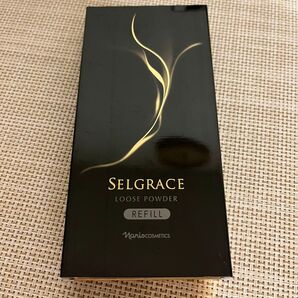 SELGRACE
LOOSE POWDER
REFILL
naris COSMETICS